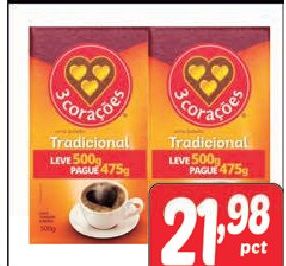 3 corações
Tradicional
LEVE 500g
PAGUE 475g
500g
3 corações
Tradicional
LEVE 500g
PAGUE 475g
21,98
pct